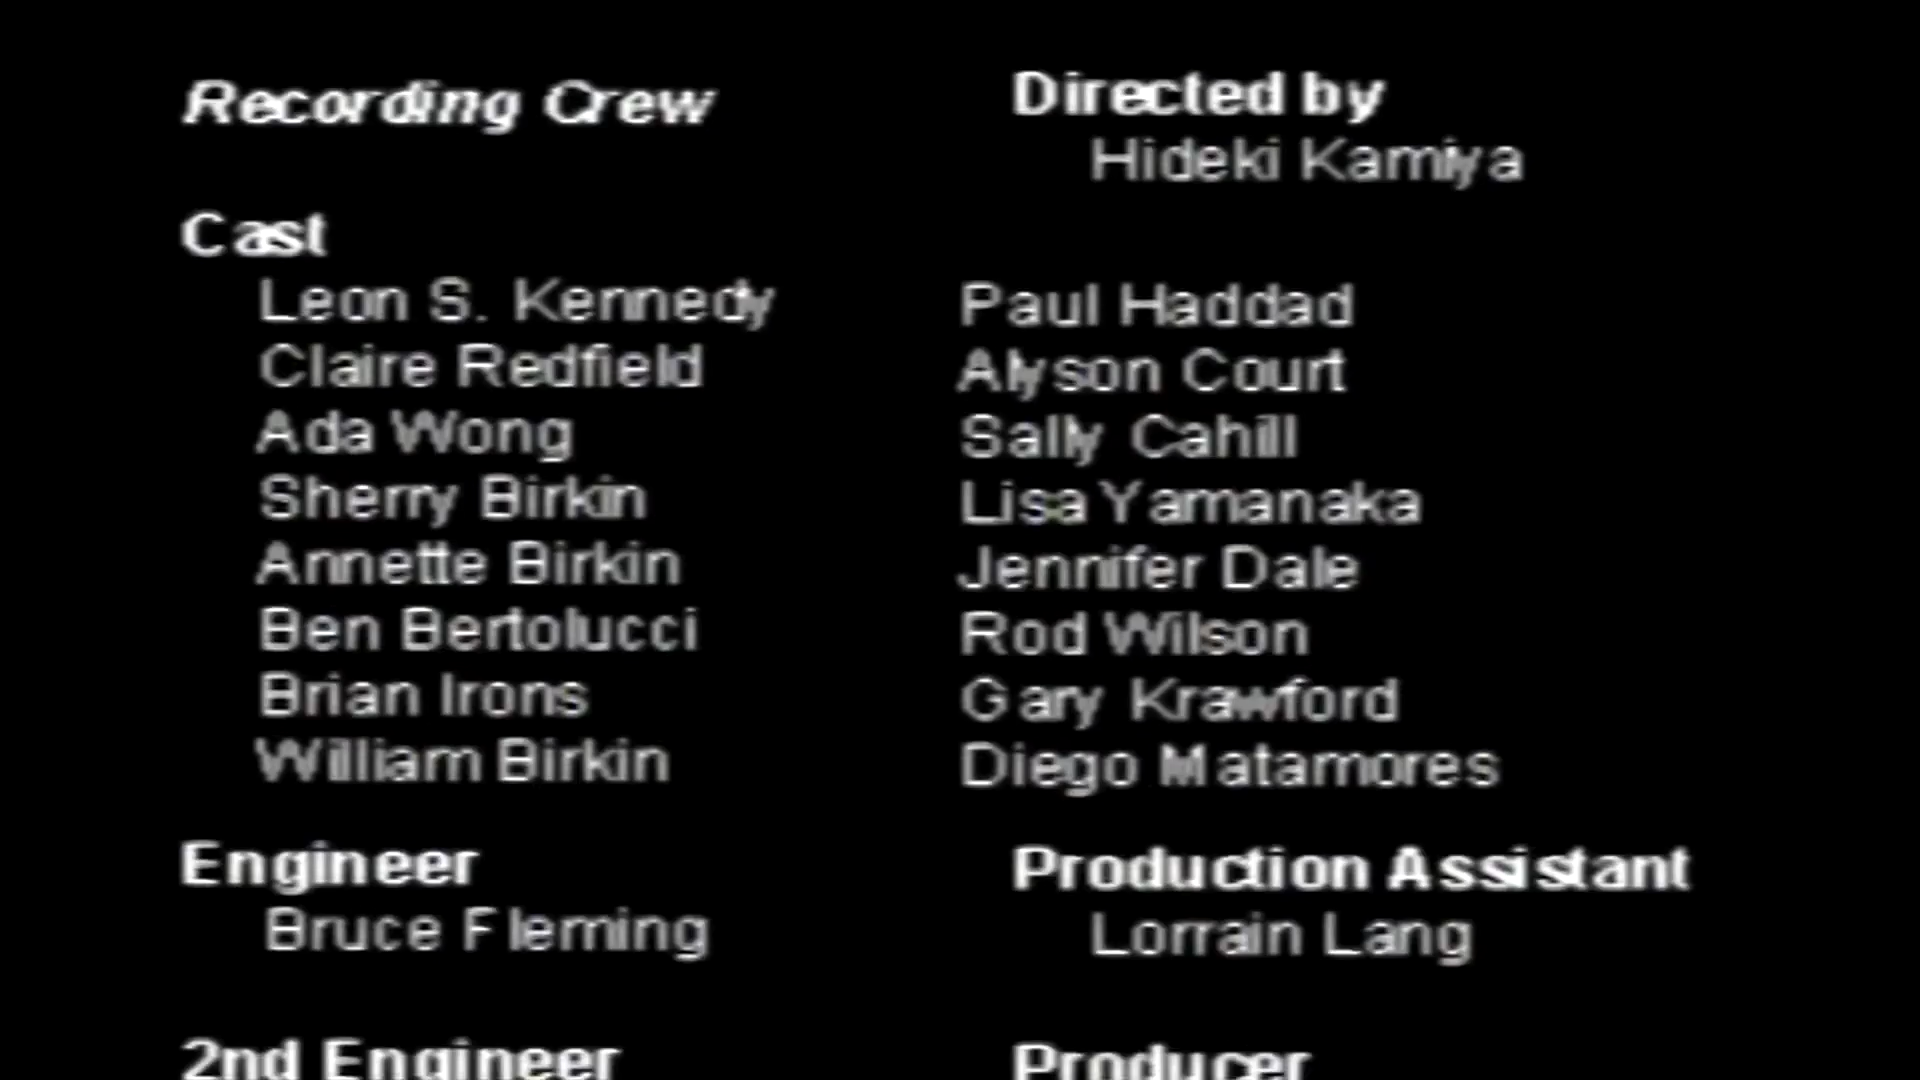 Recording Crew
Directed by
Hideki Kamiya
Cast
Leon S. Kennedy Paul Haddad
Claire Redfield Alyson Court
Ada Wong Sally Cahill
Sherry Birkin Lisa Yamanaka
Annette Birkin Jennifer Dale
Ben Bertolucci Rod Wilson
Brian Irons Gary Krawford
William Birkin Diego Matamores
Engineer
Bruce Fleming
Production Assistant
Lorrain Lang
2nd Engineer
Producer